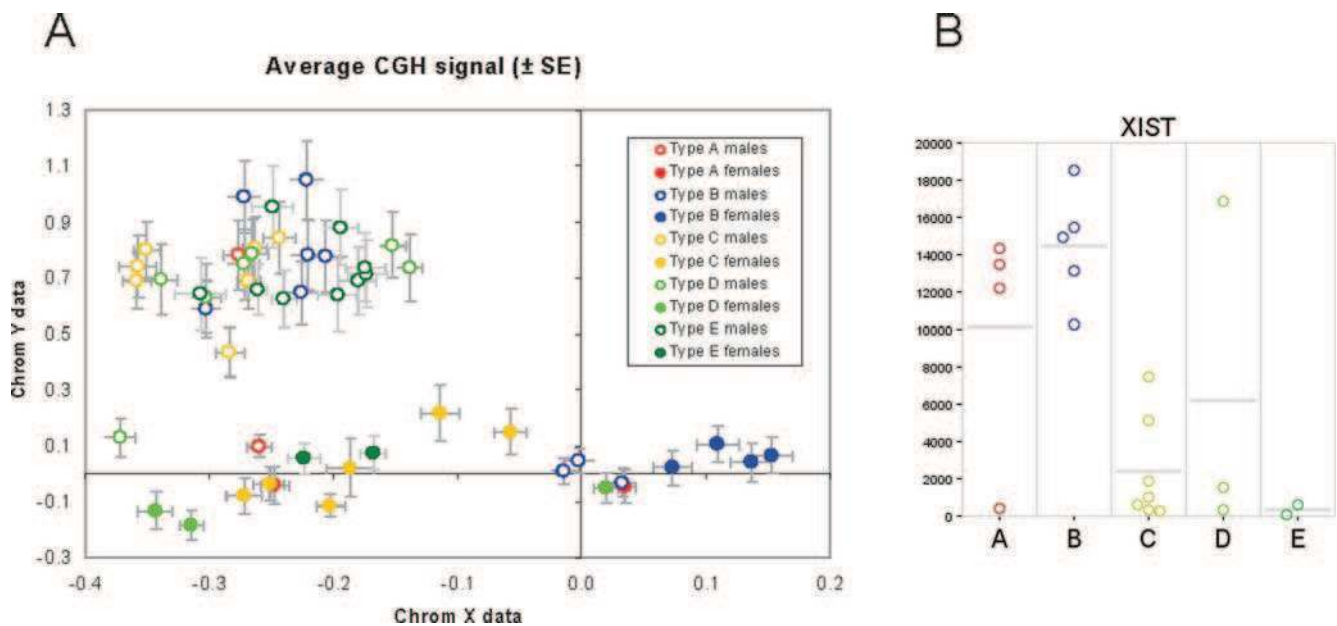 A
Average CGH signal (± SE)
1.3
1.1
0.9
0.7
0.5
0.3
0.1
-0.1
-0.3
Chrom Y data
-0.4
-0.3
-0.2
-0.1
0.0
0.1
0.2
Chrom X data
Type A males
Type A females
Type B males
Type B females
Type C males
Type C females
Type D males
Type D females
Type E males
Type E females
B
XIST
20000
18000
16000
14000
12000
10000
8000
6000
4000
2000
0
A
B
C
D
E